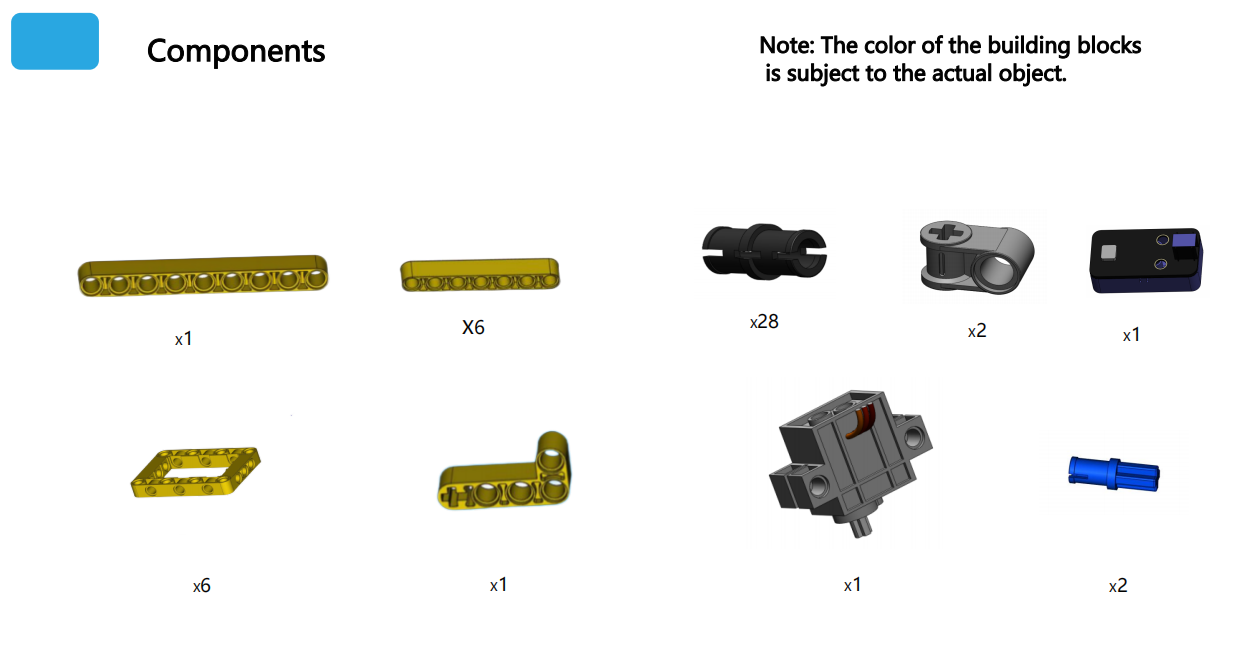 Components
Note: The color of the building blocks
is subject to the actual object.
x1
X6
x28
x2
x1
x6
x1
x1
x2